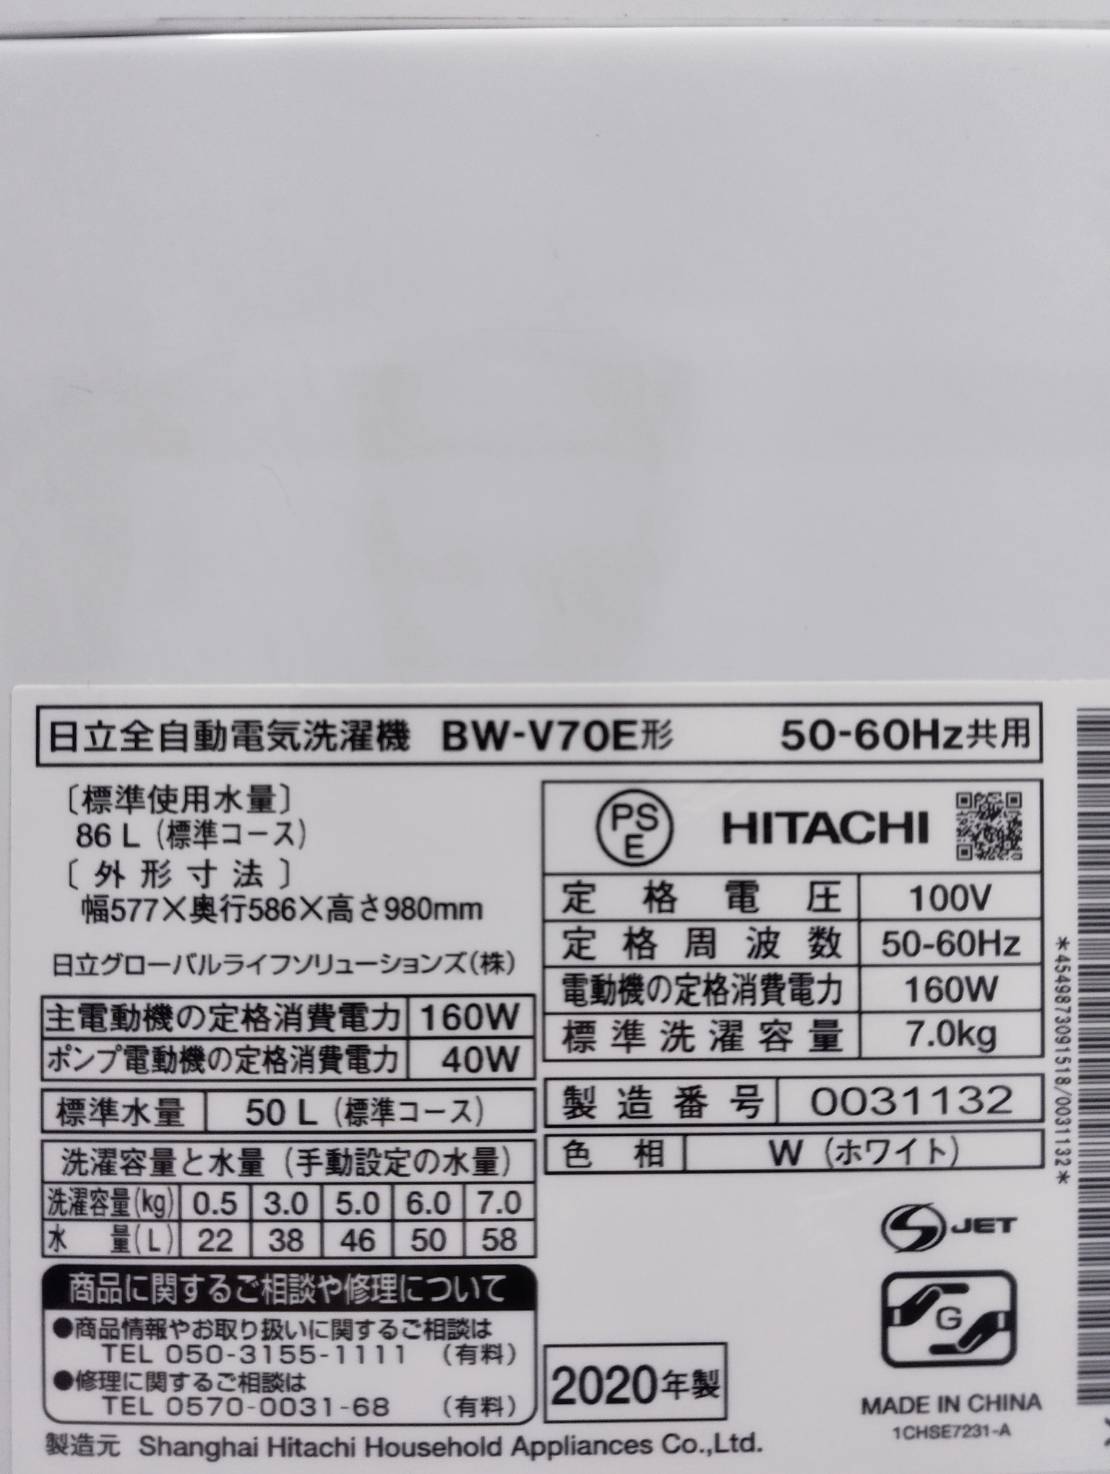 日立全自動電気洗濯機 BW-V70E形 50-60Hz共用
〔標準使用水量〕
86 L（標準コース）
〔外形寸法〕
幅577×奥行586×高さ980mm
日立グローバルライフソリューションズ（株）
主電動機の定格消費電力 160W
ポンプ電動機の定格消費電力 40W
標準水量 50 L（標準コース）
洗濯容量と水量（手動設定の水量）
洗濯容量(kg) 0.5 3.0 5.0 6.0 7.0
水量(L) 22 38 46 50 58
商品に関するご相談や修理について
●商品情報やお取り扱いに関するご相談は
TEL 050-3155-1111 （有料）
●修理に関するご相談は
TEL 0570-0031-68 （有料）
製造元 Shanghai Hitachi Household Appliances Co.,Ltd.
PSE HITACHI
定格電圧 100V
定格周波数 50-60Hz
電動機の定格消費電力 160W
標準洗濯容量 7.0kg
製造番号 0031132
色相 W（ホワイト）
S JET
G
2020年製
MADE IN CHINA
1CHSE7231-A
*4549873091518/0031132*